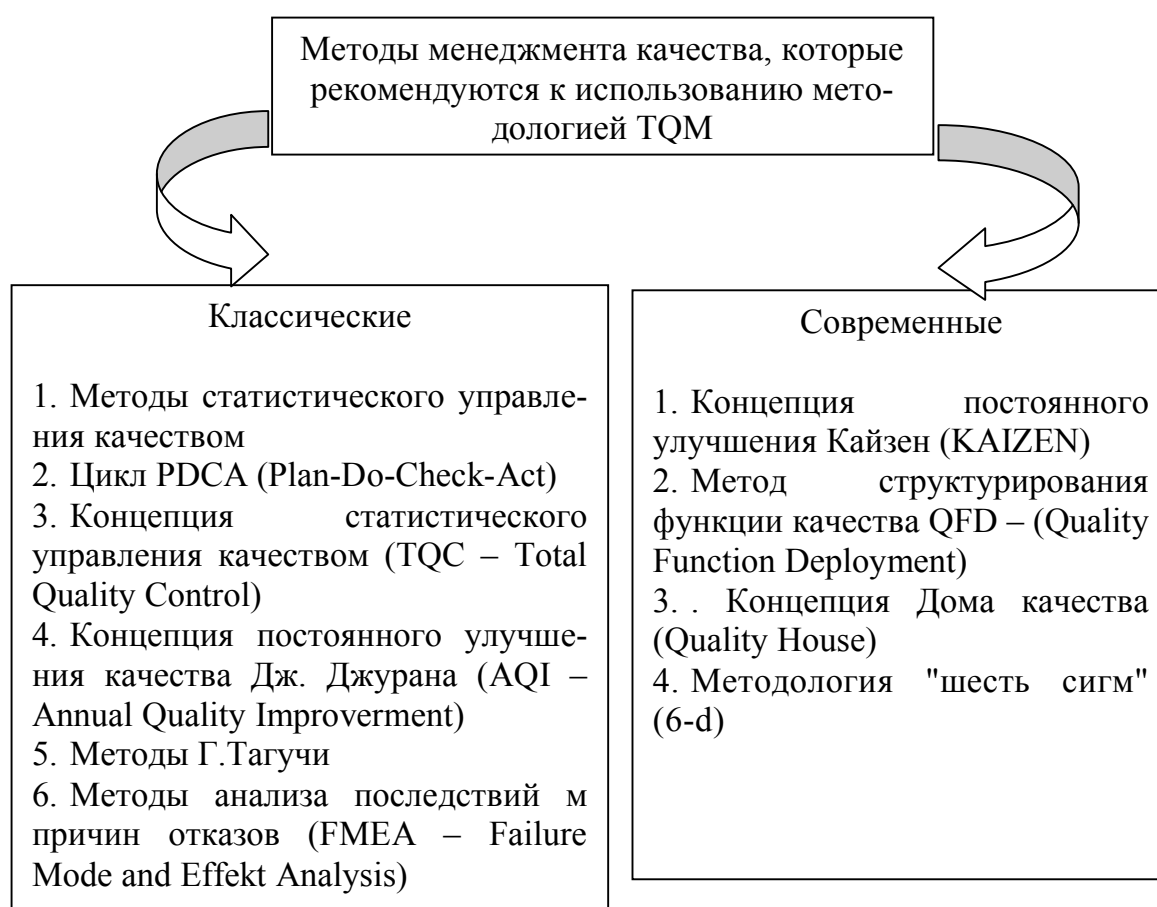 Методы менеджмента качества, которые
рекомендуются к использованию мето-
дологией TQM
Классические
1. Методы статистического управле-
ния качеством
2. Цикл PDCA (Plan-Do-Check-Act)
3. Концепция статистического
управления качеством (TQC – Total
Quality Control)
4. Концепция постоянного улучше-
ния качества Дж. Джурана (AQI –
Annual Quality Improverment)
5. Методы Г.Тагучи
6. Методы анализа последствий м
причин отказов (FMEA – Failure
Mode and Effekt Analysis)
Современные
1. Концепция постоянного
улучшения Кайзен (KAIZEN)
2. Метод структурирования
функции качества QFD – (Quality
Function Deployment)
3. . Концепция Дома качества
(Quality House)
4. Методология "шесть сигм"
(6-d)